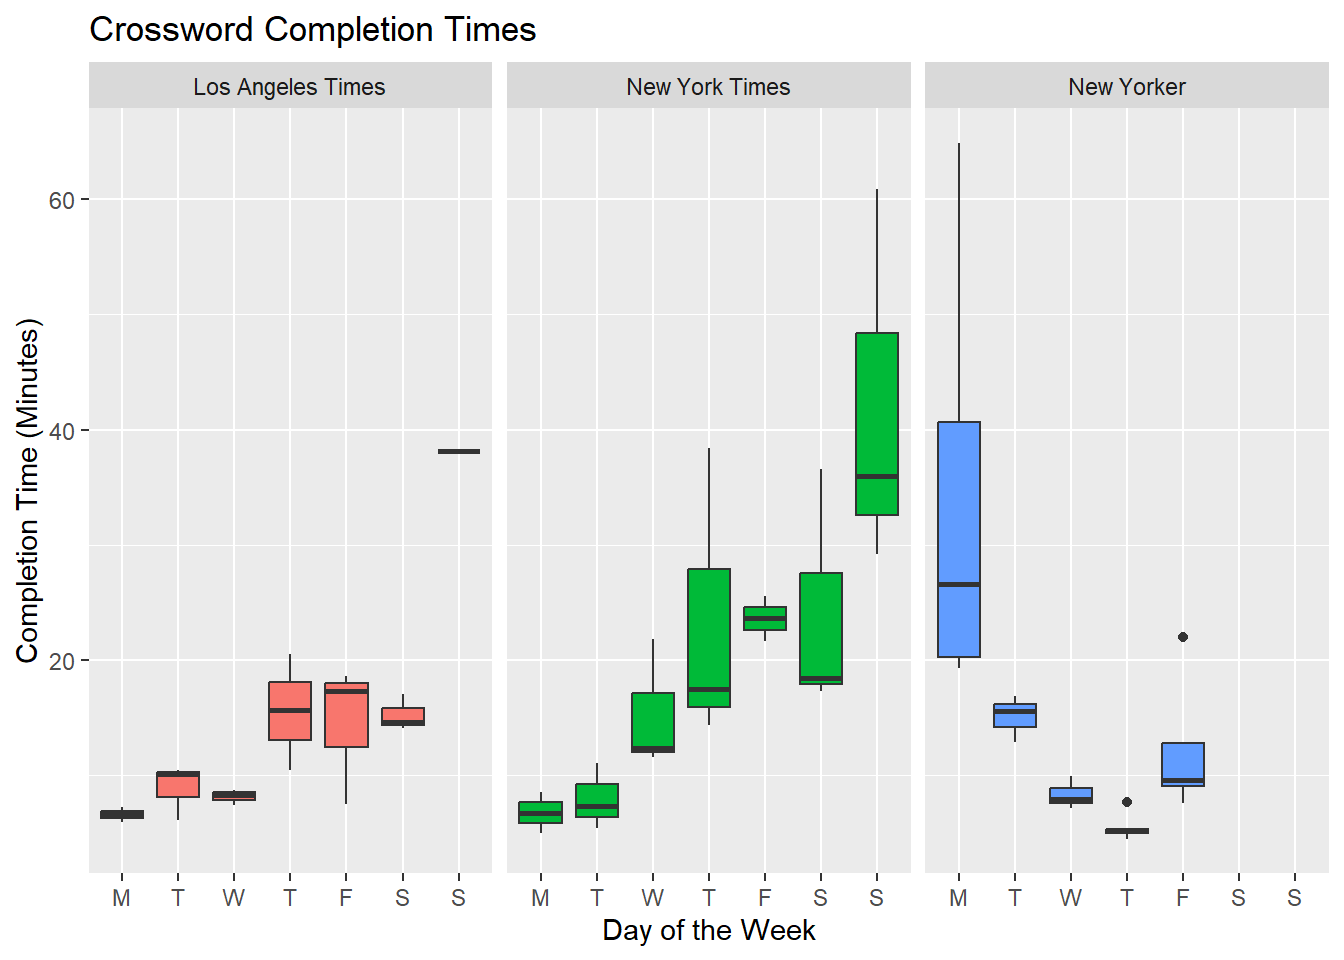 Crossword Completion Times
Los Angeles Times
New York Times
New Yorker
Completion Time (Minutes)
60
40
20
M T W T F S S
M T W T F S S
M T W T F S S
Day of the Week